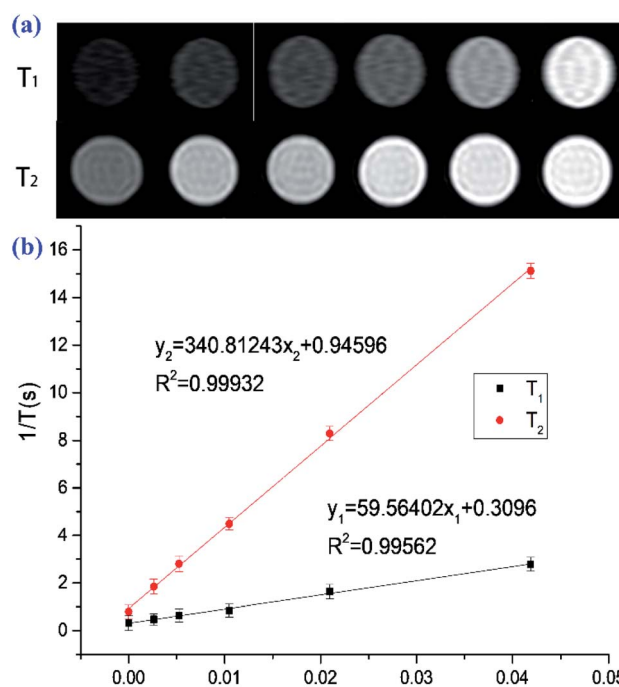 (a)
T₁
T₂
(b)
16
14
12
10
8
6
4
2
0
1/T(s)
y₂=340.81243x₂+0.94596
R²=0.99932
T₁
T₂
y₁=59.56402x₁+0.3096
R²=0.99562
0.00 0.01 0.02 0.03 0.04 0.05